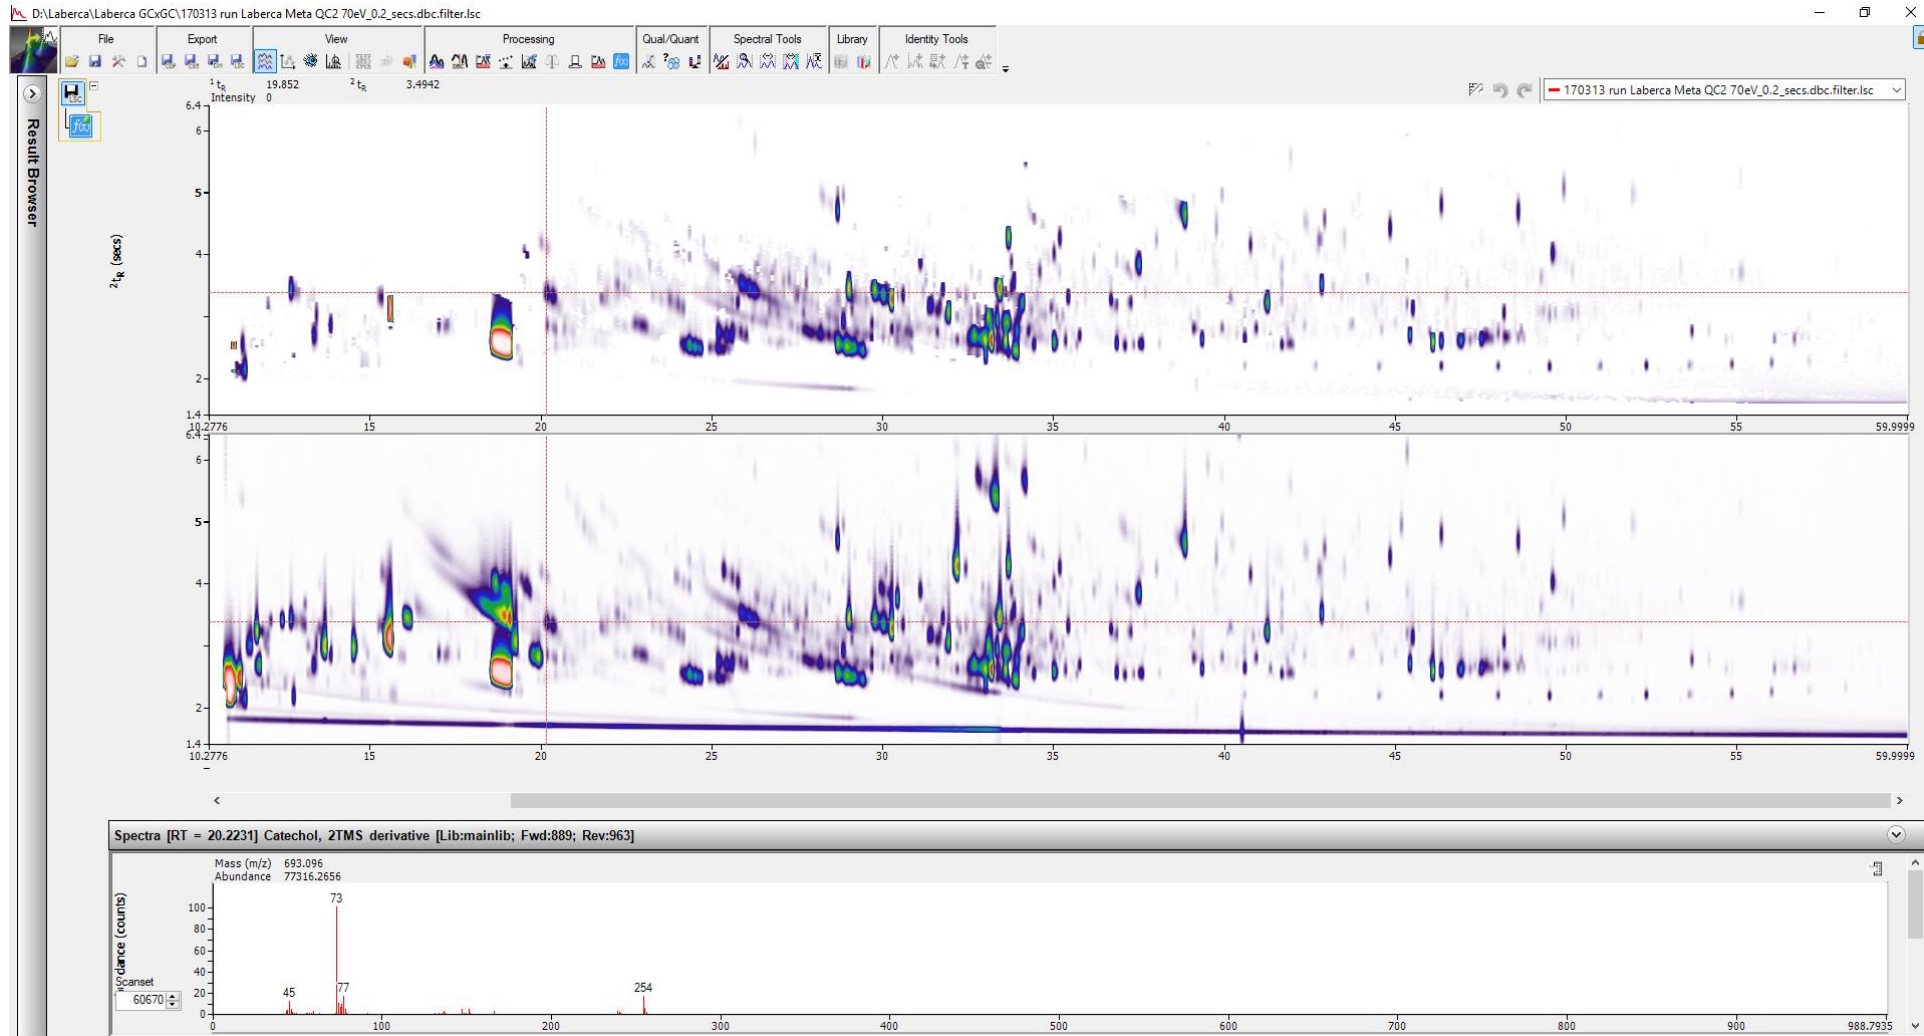 D:\Laberca\Laberca GCxGC\170313 run Laberca Meta QC2 70eV_0.2_secs.dbc.filter.lsc
File Export View Processing Qual/Quant Spectral Tools Library Identity Tools
Result Browser
LSC
f(x)
¹tR 19.852 ²tR 3.4942
Intensity 0
170313 run Laberca Meta QC2 70eV_0.2_secs.dbc.filter.lsc
²tR (secs)
6.4
6
5
4
2
1.4
10.2776 15 20 25 30 35 40 45 50 55 59.9999
6.4
6
5
4
2
1.4
10.2776 15 20 25 30 35 40 45 50 55 59.9999
Spectra [RT = 20.2231] Catechol, 2TMS derivative [Lib:mainlib; Fwd:889; Rev:963]
Mass (m/z) 693.096
Abundance 77316.2656
dance (counts)
100
80
60
40
20
0
73
45
77
254
Scanset
60670
0 100 200 300 400 500 600 700 800 900 988.7935